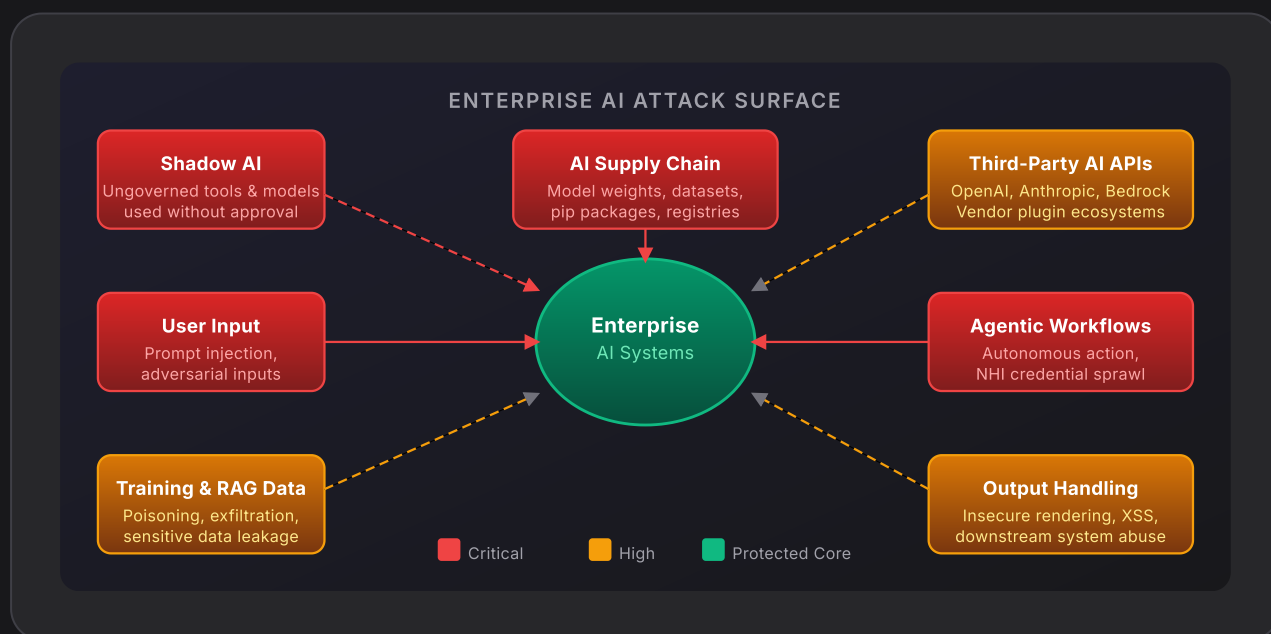 ENTERPRISE AI ATTACK SURFACE
Shadow AI
Ungoverned tools & models
used without approval
AI Supply Chain
Model weights, datasets,
pip packages, registries
Third-Party AI APIs
OpenAI, Anthropic, Bedrock
Vendor plugin ecosystems
User Input
Prompt injection,
adversarial inputs
Enterprise
AI Systems
Agentic Workflows
Autonomous action,
NHI credential sprawl
Training & RAG Data
Poisoning, exfiltration,
sensitive data leakage
Output Handling
Insecure rendering, XSS,
downstream system abuse
Critical
High
Protected Core